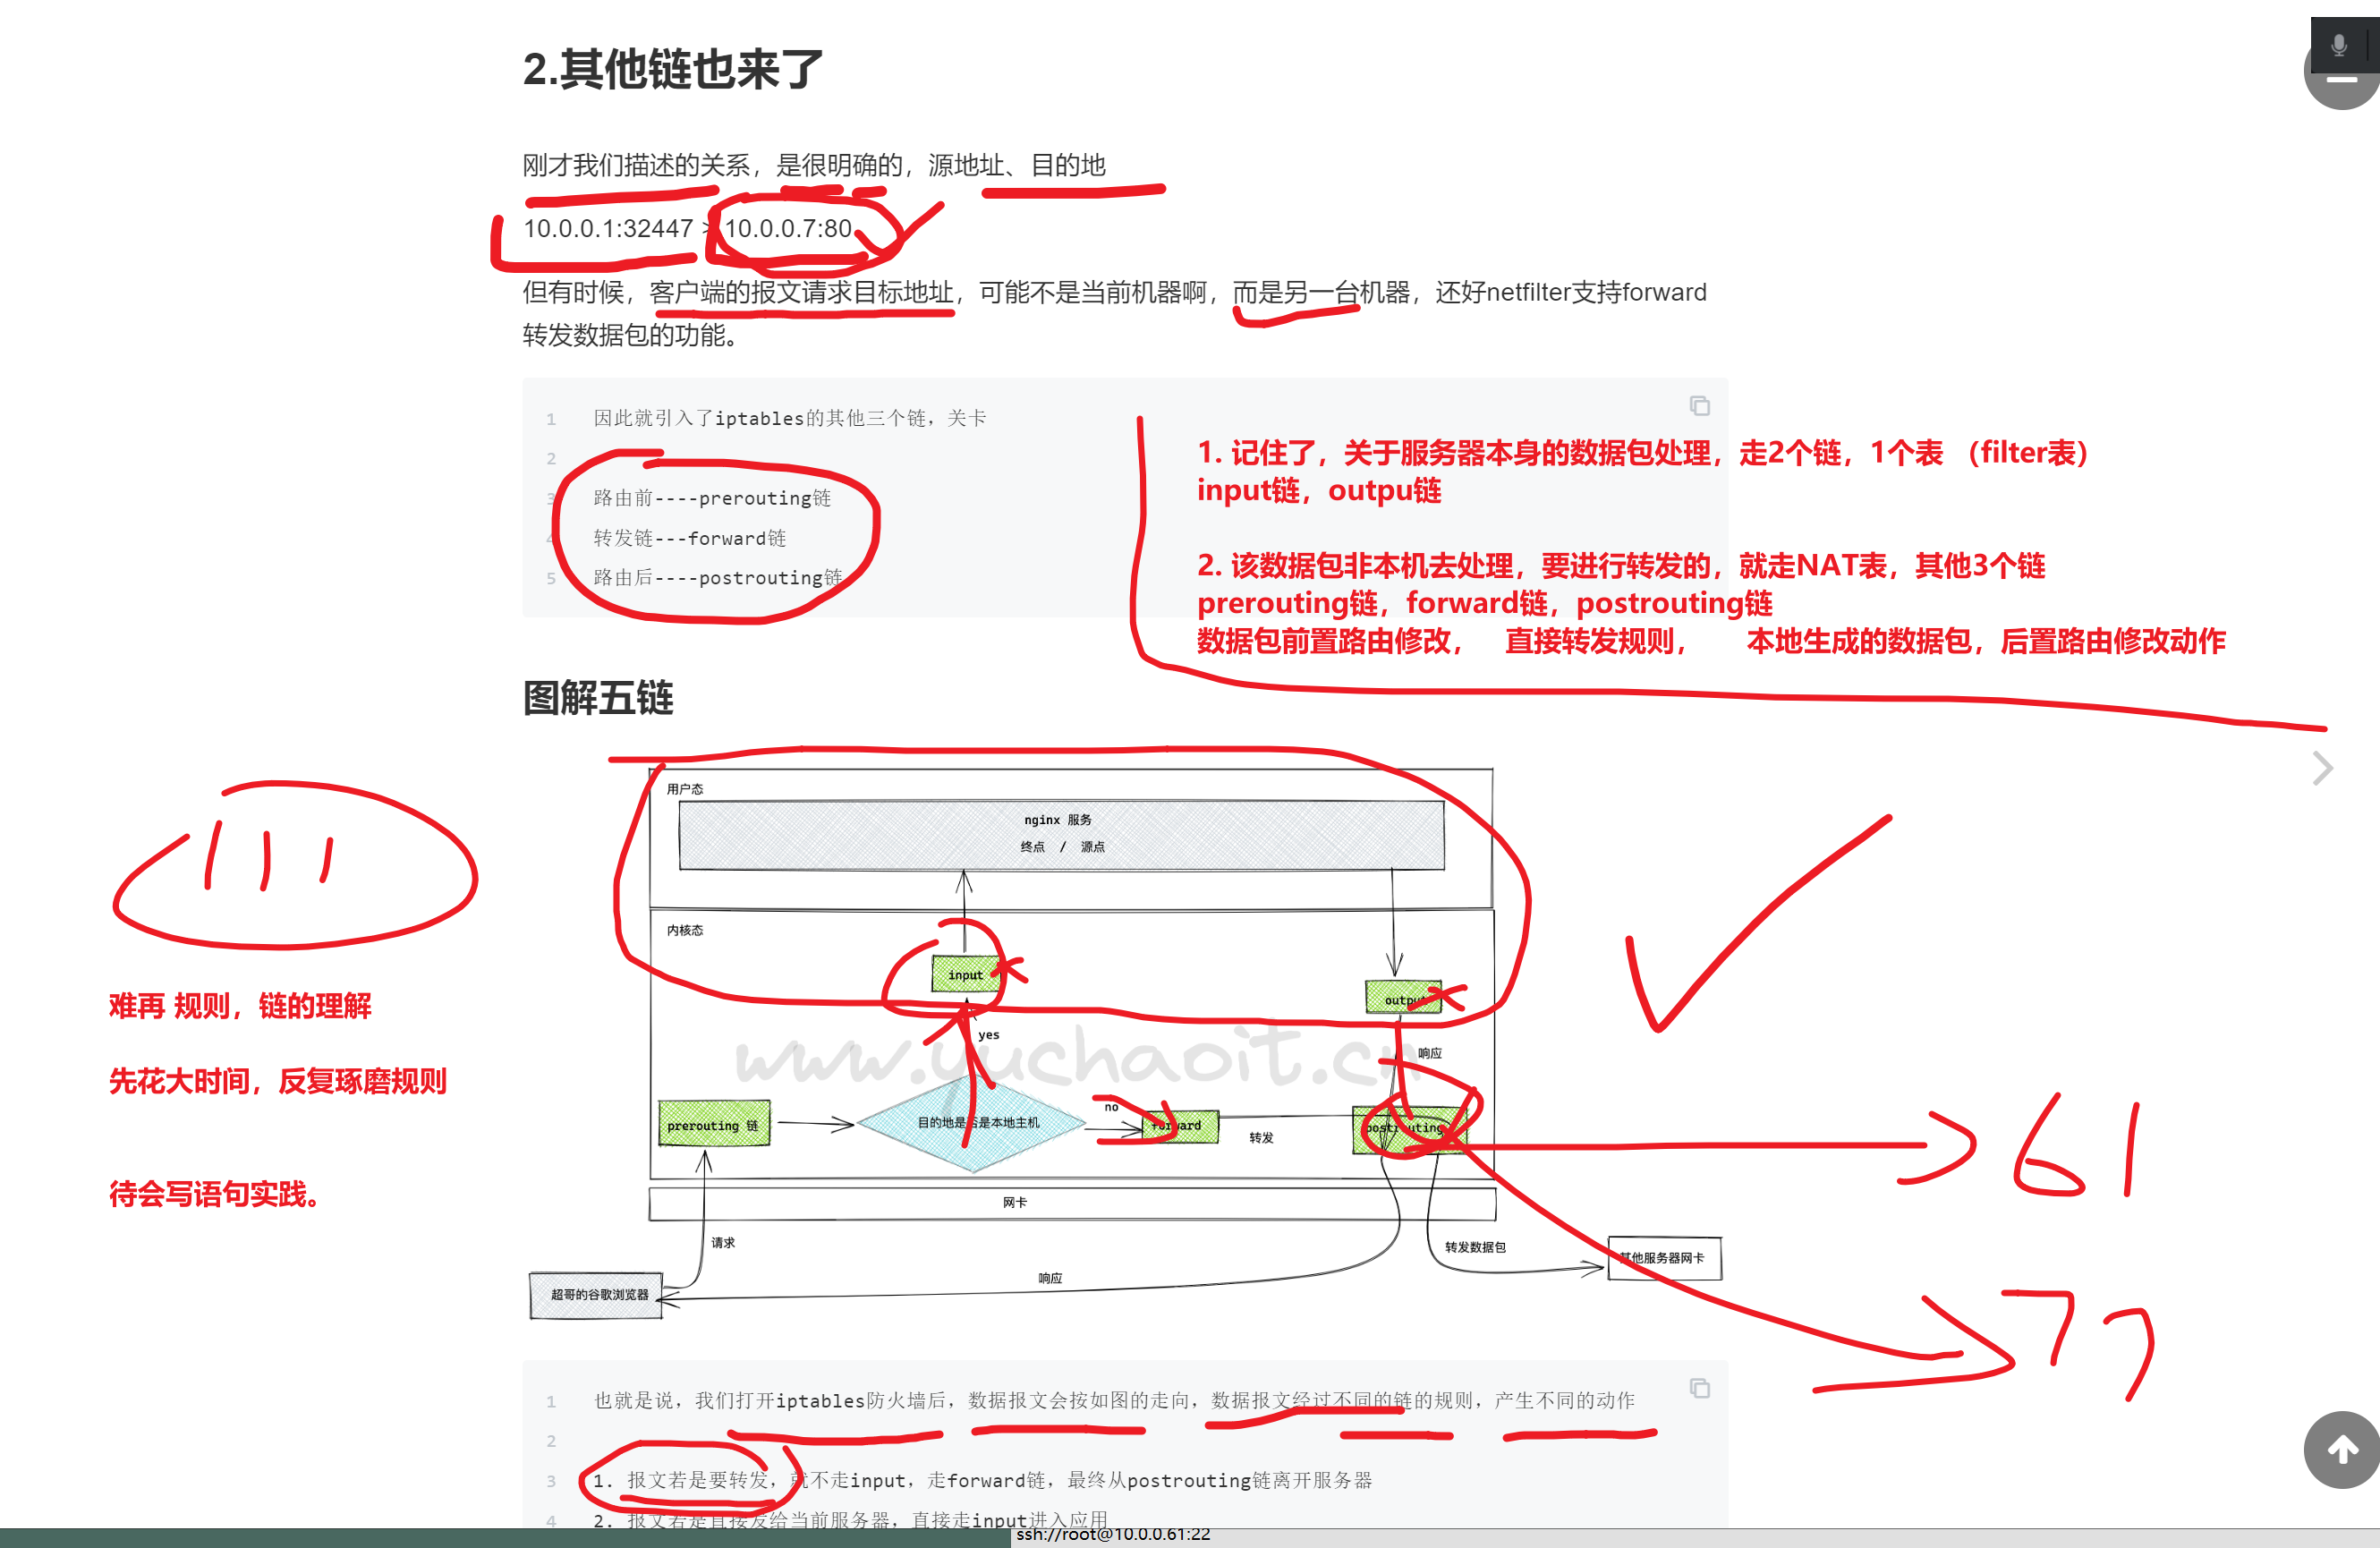 2.其他链也来了
刚才我们描述的关系，是很明确的，源地址、目的地
10.0.0.1:32447 > 10.0.0.7:80
但有时候，客户端的报文请求目标地址，可能不是当前机器啊，而是另一台机器，还好netfilter支持forward
转发数据包的功能。
1 因此就引入了iptables的其他三个链，关卡
2
3 路由前----prerouting链
4 转发链---forward链
5 路由后----postrouting链
1. 记住了，关于服务器本身的数据包处理，走2个链，1个表 （filter表）
input链，outpu链
2. 该数据包非本机去处理，要进行转发的，就走NAT表，其他3个链
prerouting链，forward链，postrouting链
数据包前置路由修改， 直接转发规则， 本地生成的数据包，后置路由修改动作
图解五链
用户态
nginx 服务
终点 / 源点
内核态
input
output
yes
响应
www.yuchaoit.cn
prerouting 链
目的地是否是本地主机
no
forward
转发
postrouting
网卡
请求
响应
转发数据包
其他服务器网卡
超哥的谷歌浏览器
难再 规则，链的理解
先花大时间，反复琢磨规则
待会写语句实践。
61
77
1 也就是说，我们打开iptables防火墙后，数据报文会按如图的走向，数据报文经过不同的链的规则，产生不同的动作
2
3 1. 报文若是要转发，就不走input，走forward链，最终从postrouting链离开服务器
4 2. 报文若是直接发给当前服务器，直接走input进入应用
ssh://root@10.0.0.61:22